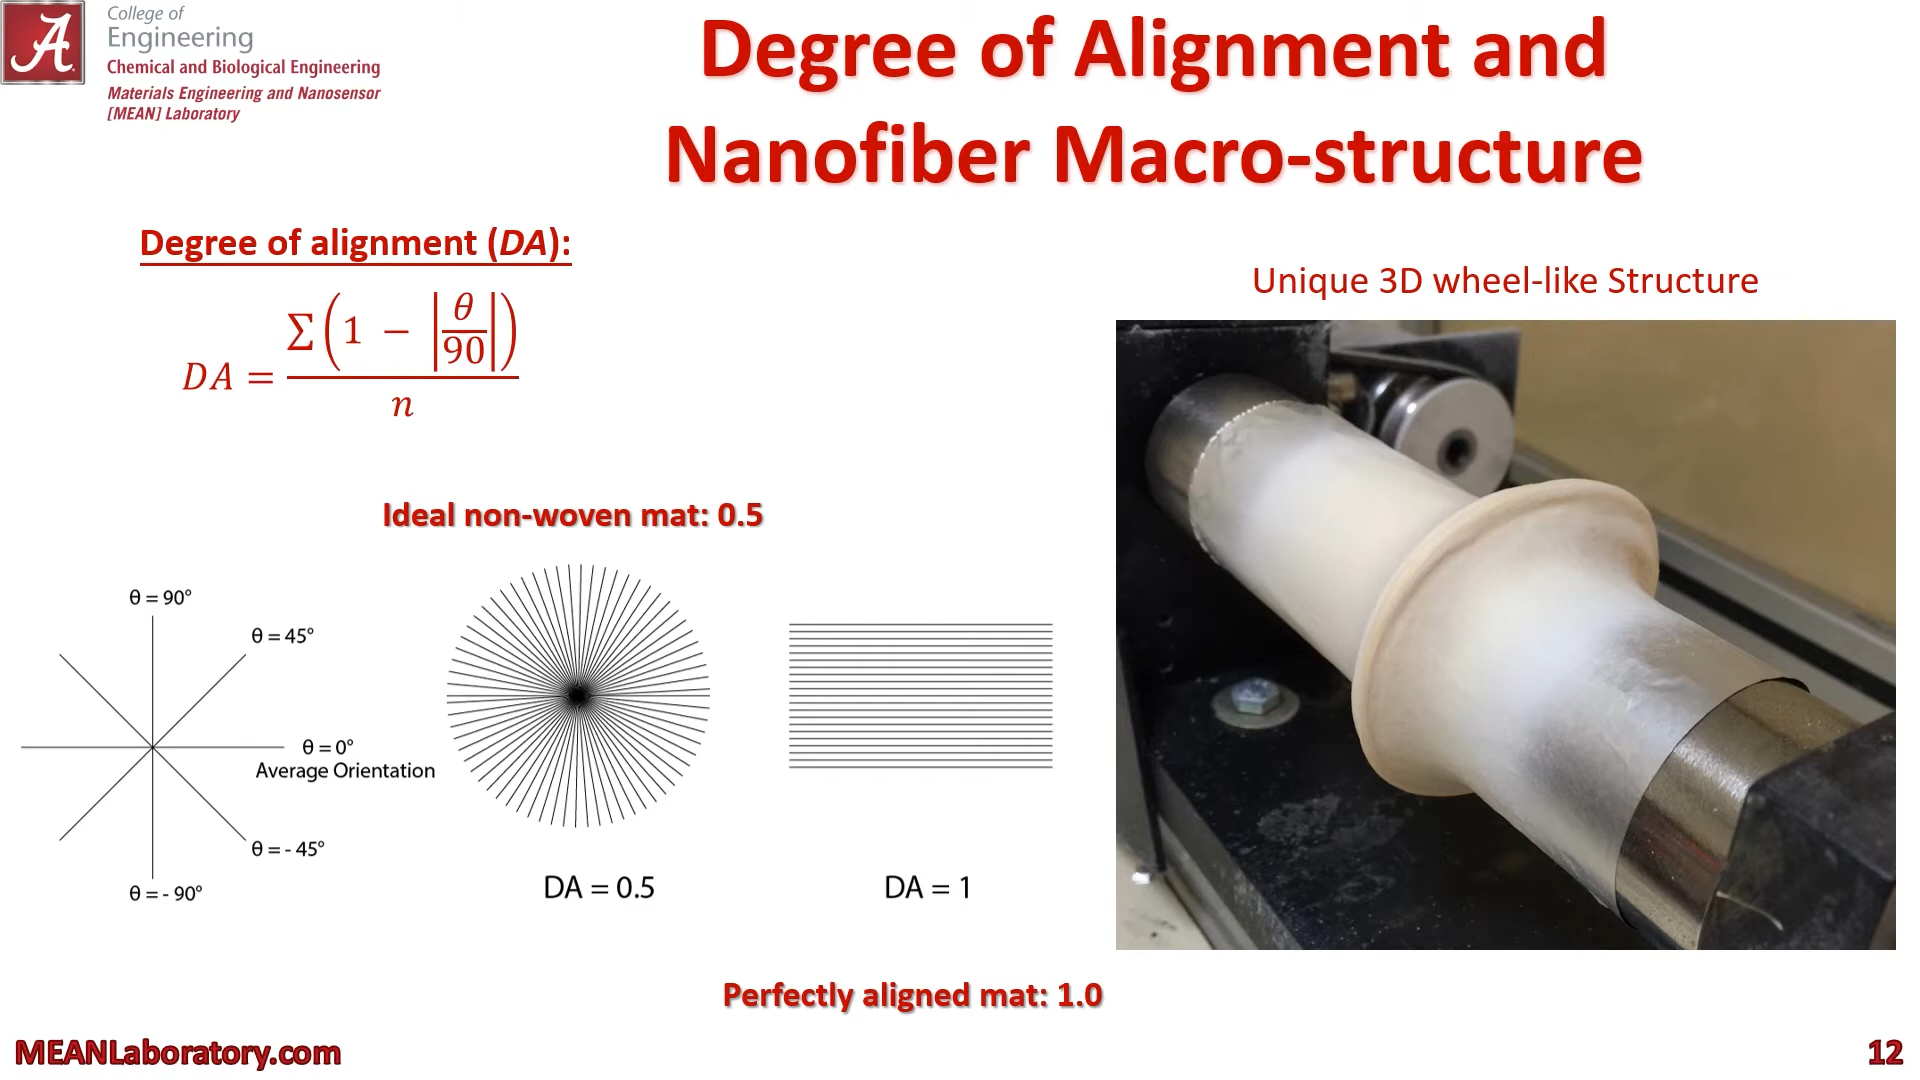 College of
Engineering
Chemical and Biological Engineering
Materials Engineering and Nanosensor
[MEAN] Laboratory
Degree of Alignment and
Nanofiber Macro-structure
Degree of alignment (DA):
DA = ∑(1 − |θ/90|) / n
Unique 3D wheel-like Structure
Ideal non-woven mat: 0.5
θ = 90°
θ = 45°
θ = 0°
Average Orientation
θ = - 45°
θ = - 90°
DA = 0.5
DA = 1
Perfectly aligned mat: 1.0
MEANLaboratory.com
12